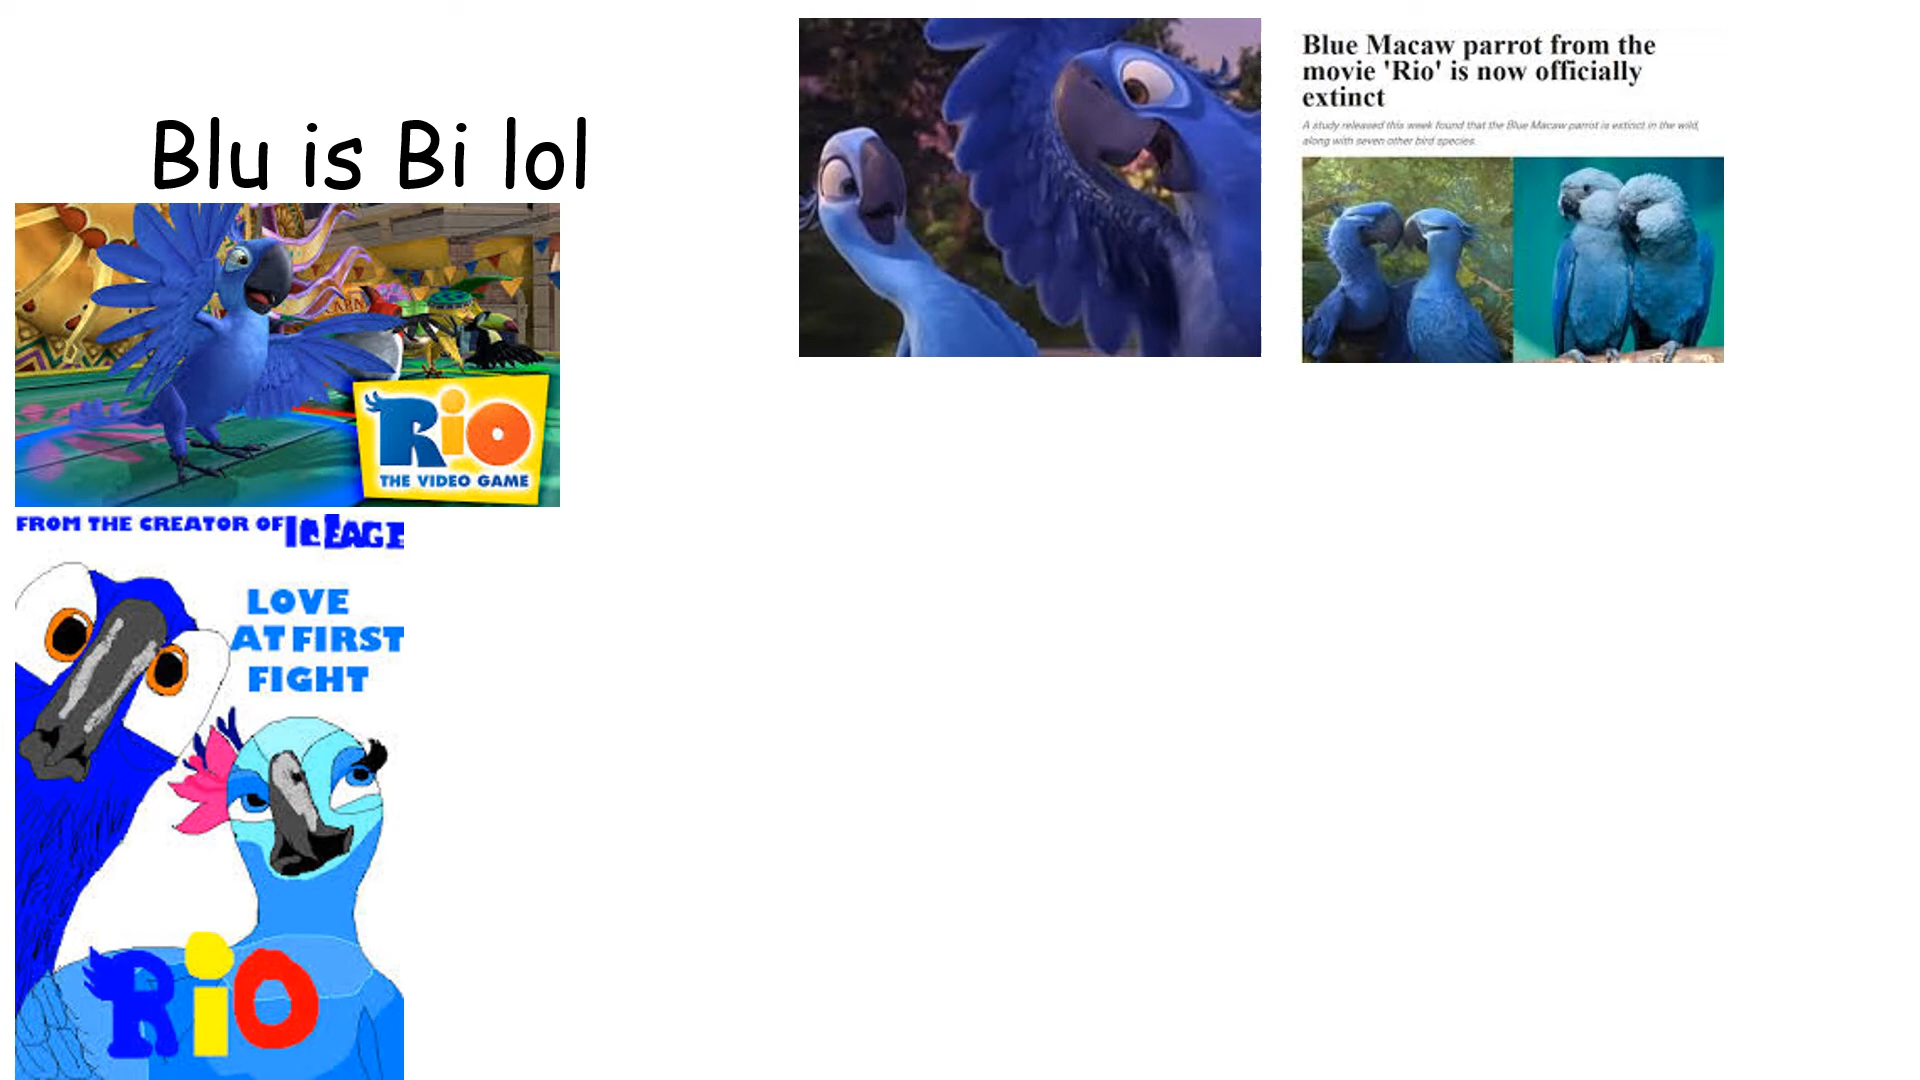 Blu is Bi lol
RiO
THE VIDEO GAME
FROM THE CREATOR OF ICE AGE
LOVE
AT FIRST
FIGHT
RiO
Blue Macaw parrot from the
movie 'Rio' is now officially
extinct
A study released this week found that the Blue Macaw parrot is extinct in the wild,
along with seven other bird species.